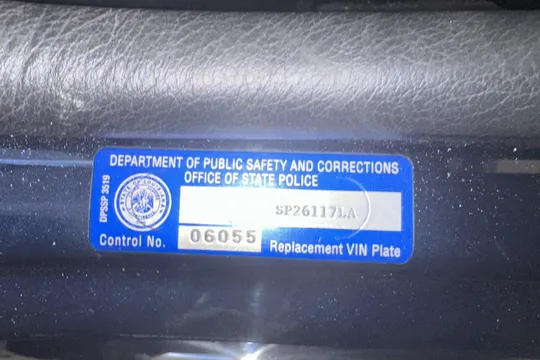 DEPARTMENT OF PUBLIC SAFETY AND CORRECTIONS
OFFICE OF STATE POLICE
DPSSP 3519
SP26117LA
Control No. 06055 Replacement VIN Plate